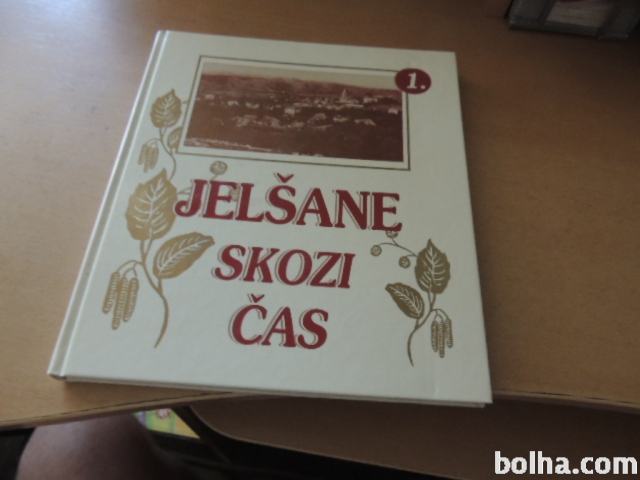 1.
JELŠANE
SKOZI
ČAS
bolha.com